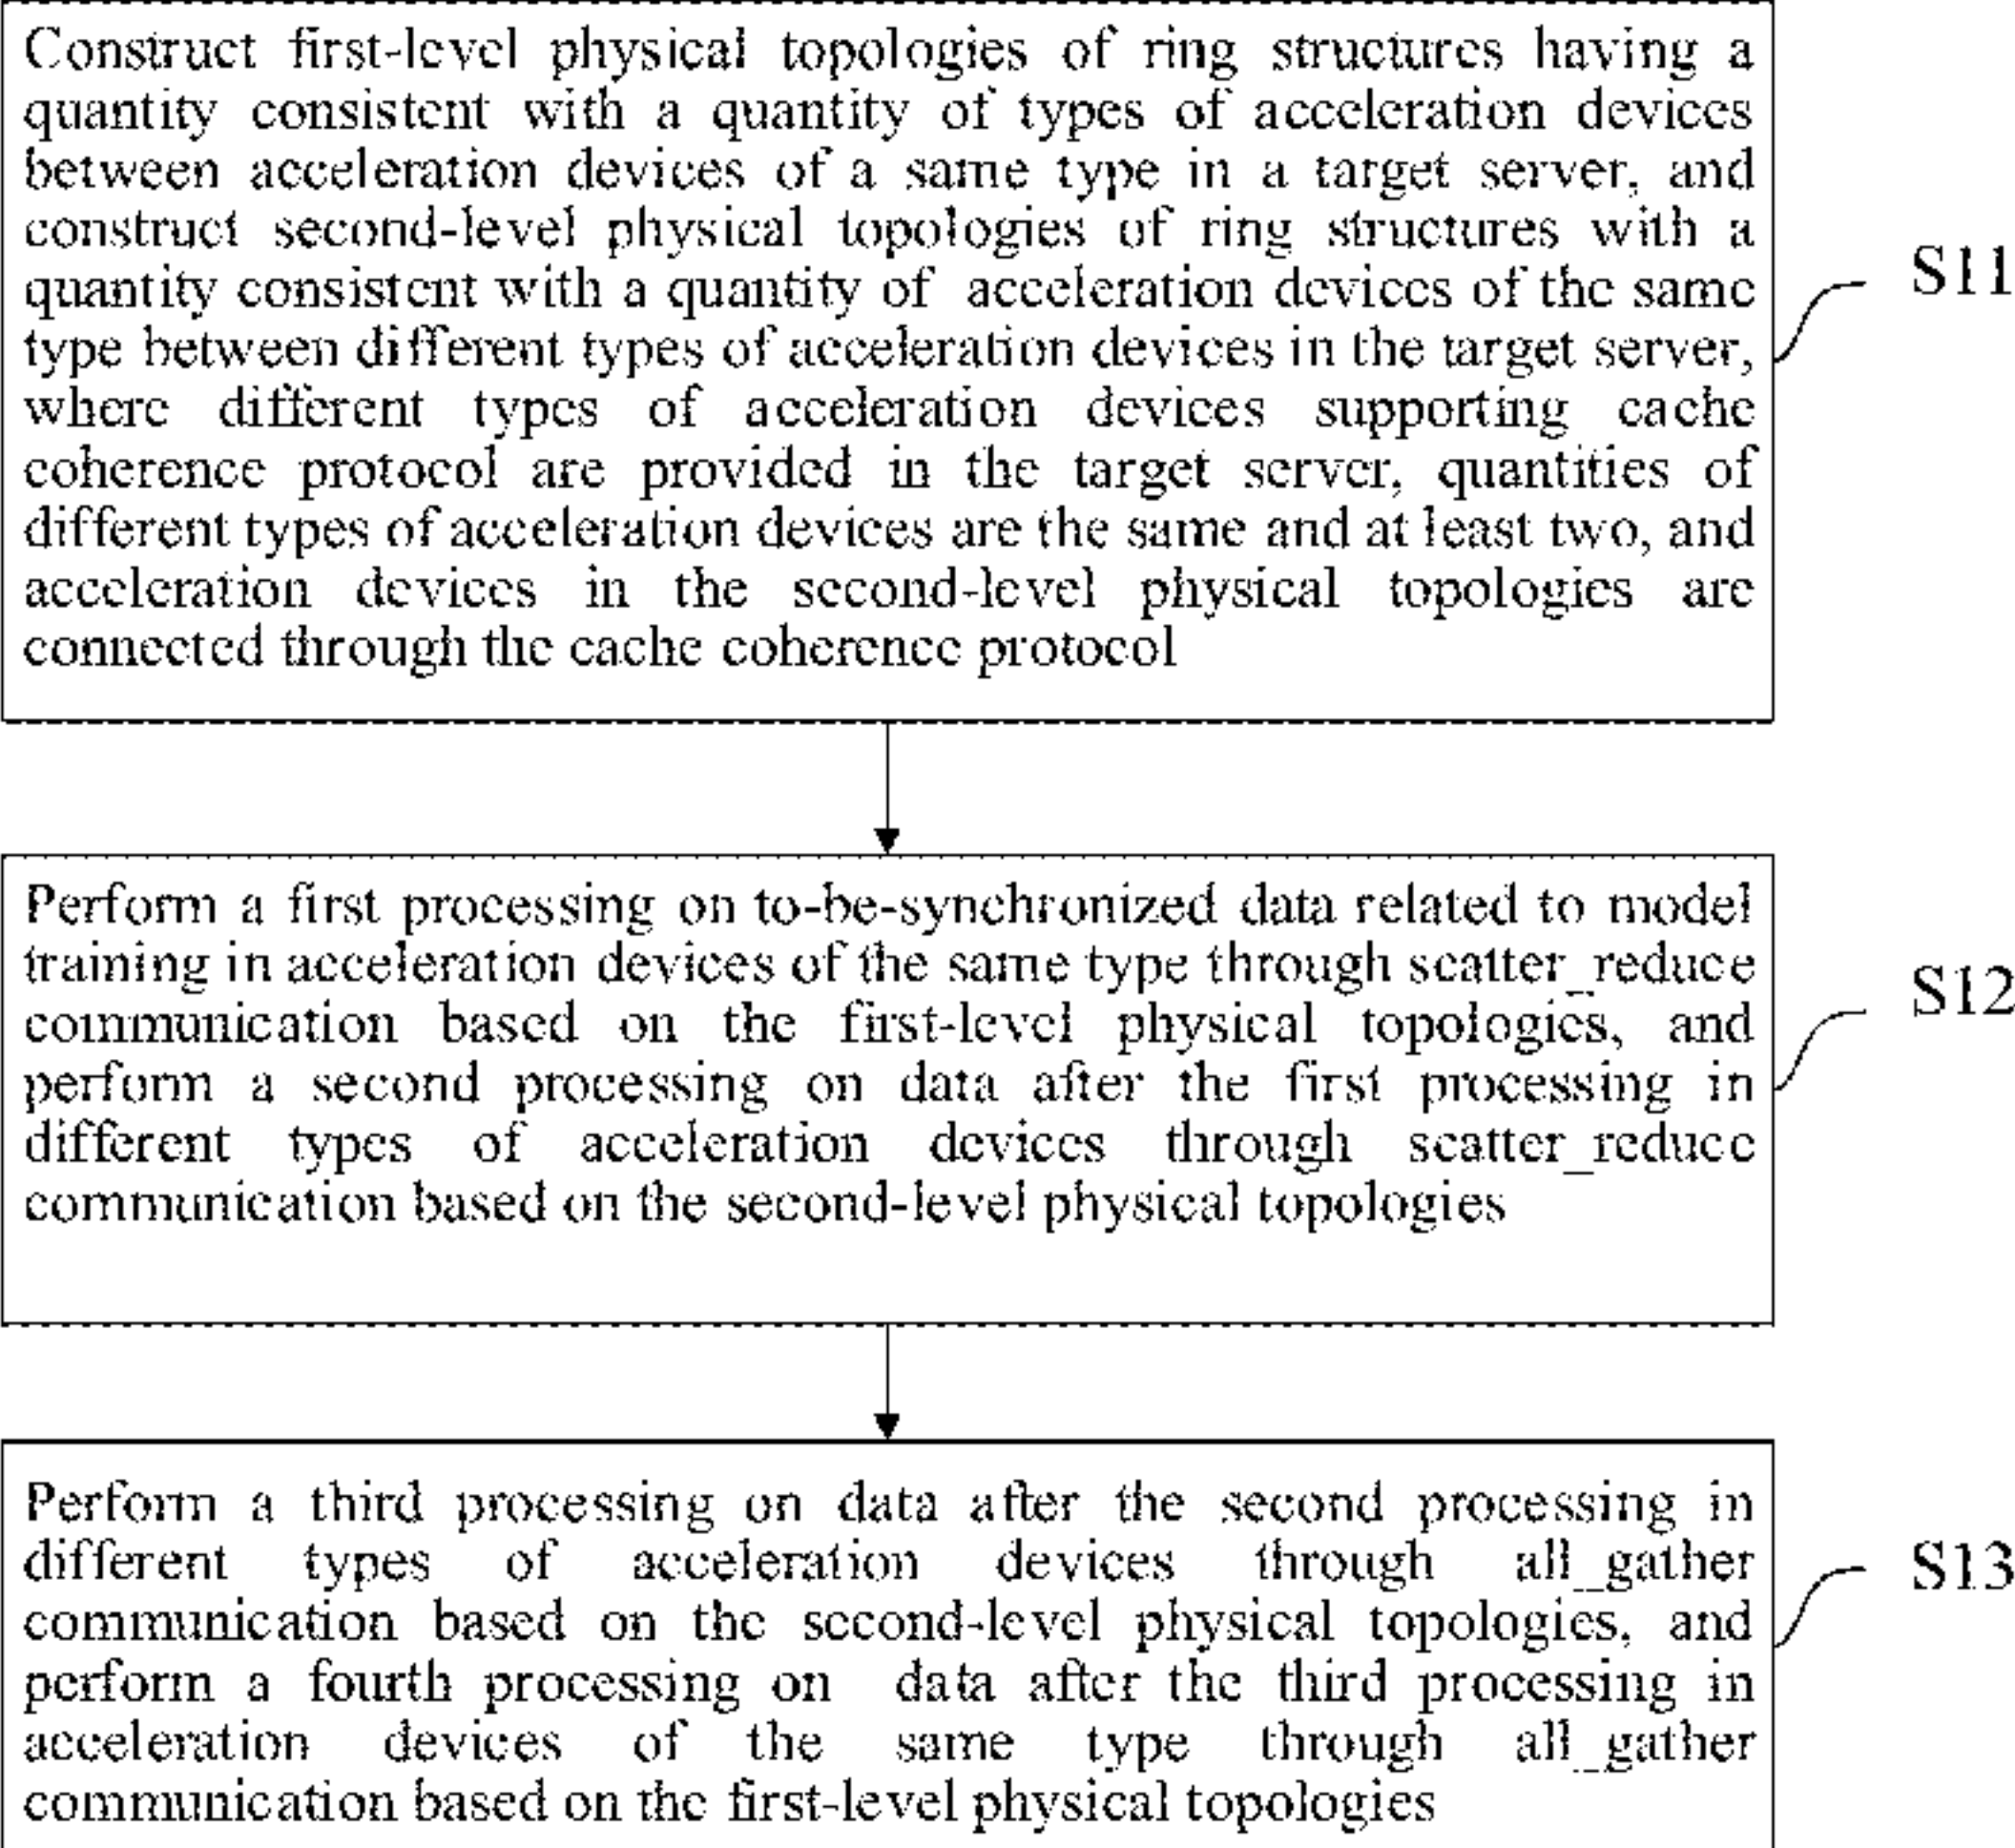 Construct first-level physical topologies of ring structures having a
quantity consistent with a quantity of types of acceleration devices
between acceleration devices of a same type in a target server, and
construct second-level physical topologies of ring structures with a
quantity consistent with a quantity of acceleration devices of the same
type between different types of acceleration devices in the target server,
where different types of acceleration devices supporting cache
coherence protocol are provided in the target server, quantities of
different types of acceleration devices are the same and at least two, and
acceleration devices in the second-level physical topologies are
connected through the cache coherence protocol
S11
Perform a first processing on to-be-synchronized data related to model
training in acceleration devices of the same type through scatter_reduce
communication based on the first-level physical topologies, and
perform a second processing on data after the first processing in
different types of acceleration devices through scatter_reduce
communication based on the second-level physical topologies
S12
Perform a third processing on data after the second processing in
different types of acceleration devices through all_gather
communication based on the second-level physical topologies, and
perform a fourth processing on data after the third processing in
acceleration devices of the same type through all_gather
communication based on the first-level physical topologies
S13